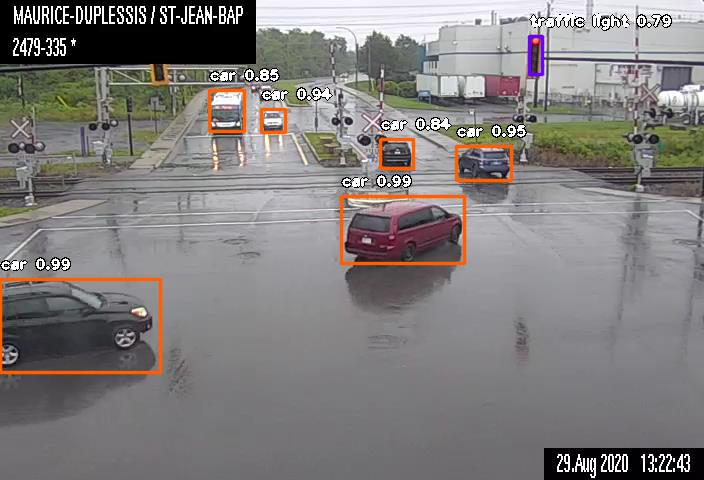 MAURICE-DUPLESSIS / ST-JEAN-BAP
2479-335 *
traffic light 0.79
car 0.85
car 0.94
car 0.84
car 0.95
car 0.99
car 0.99
29.Aug 2020 13:22:43